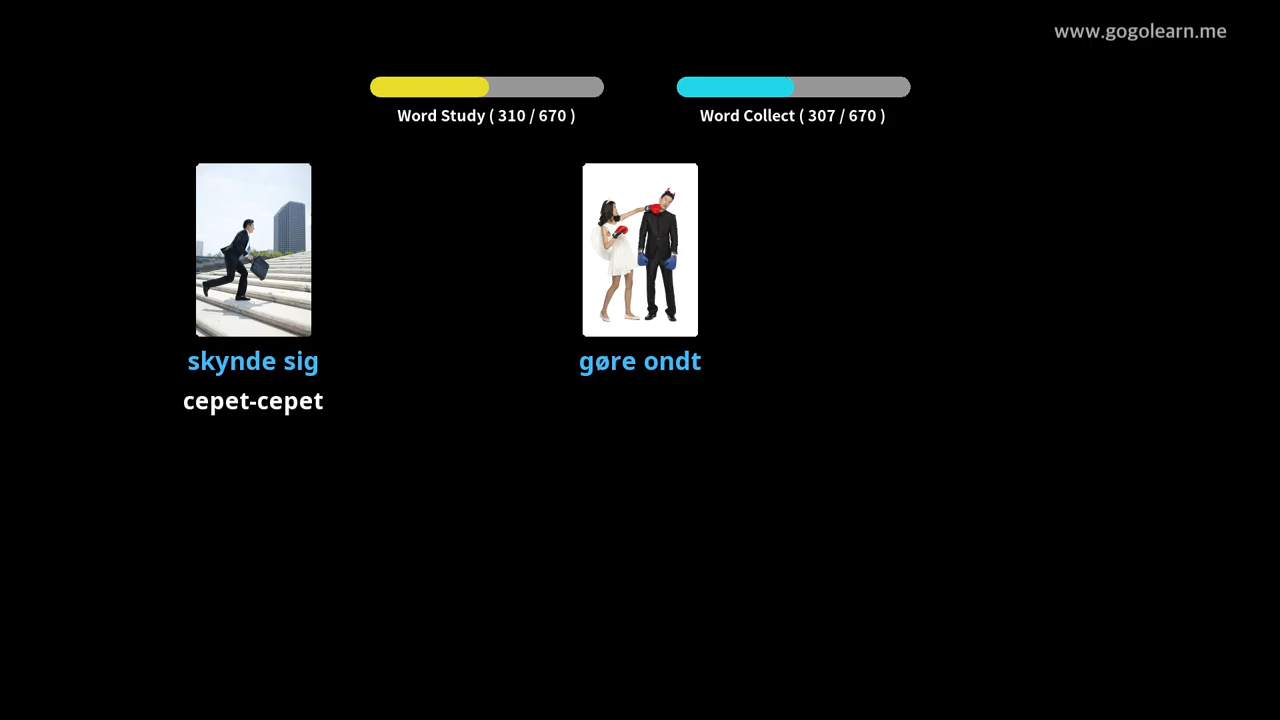 www.gogolearn.me
Word Study ( 310 / 670 )
Word Collect ( 307 / 670 )
skynde sig
cepet-cepet
gøre ondt